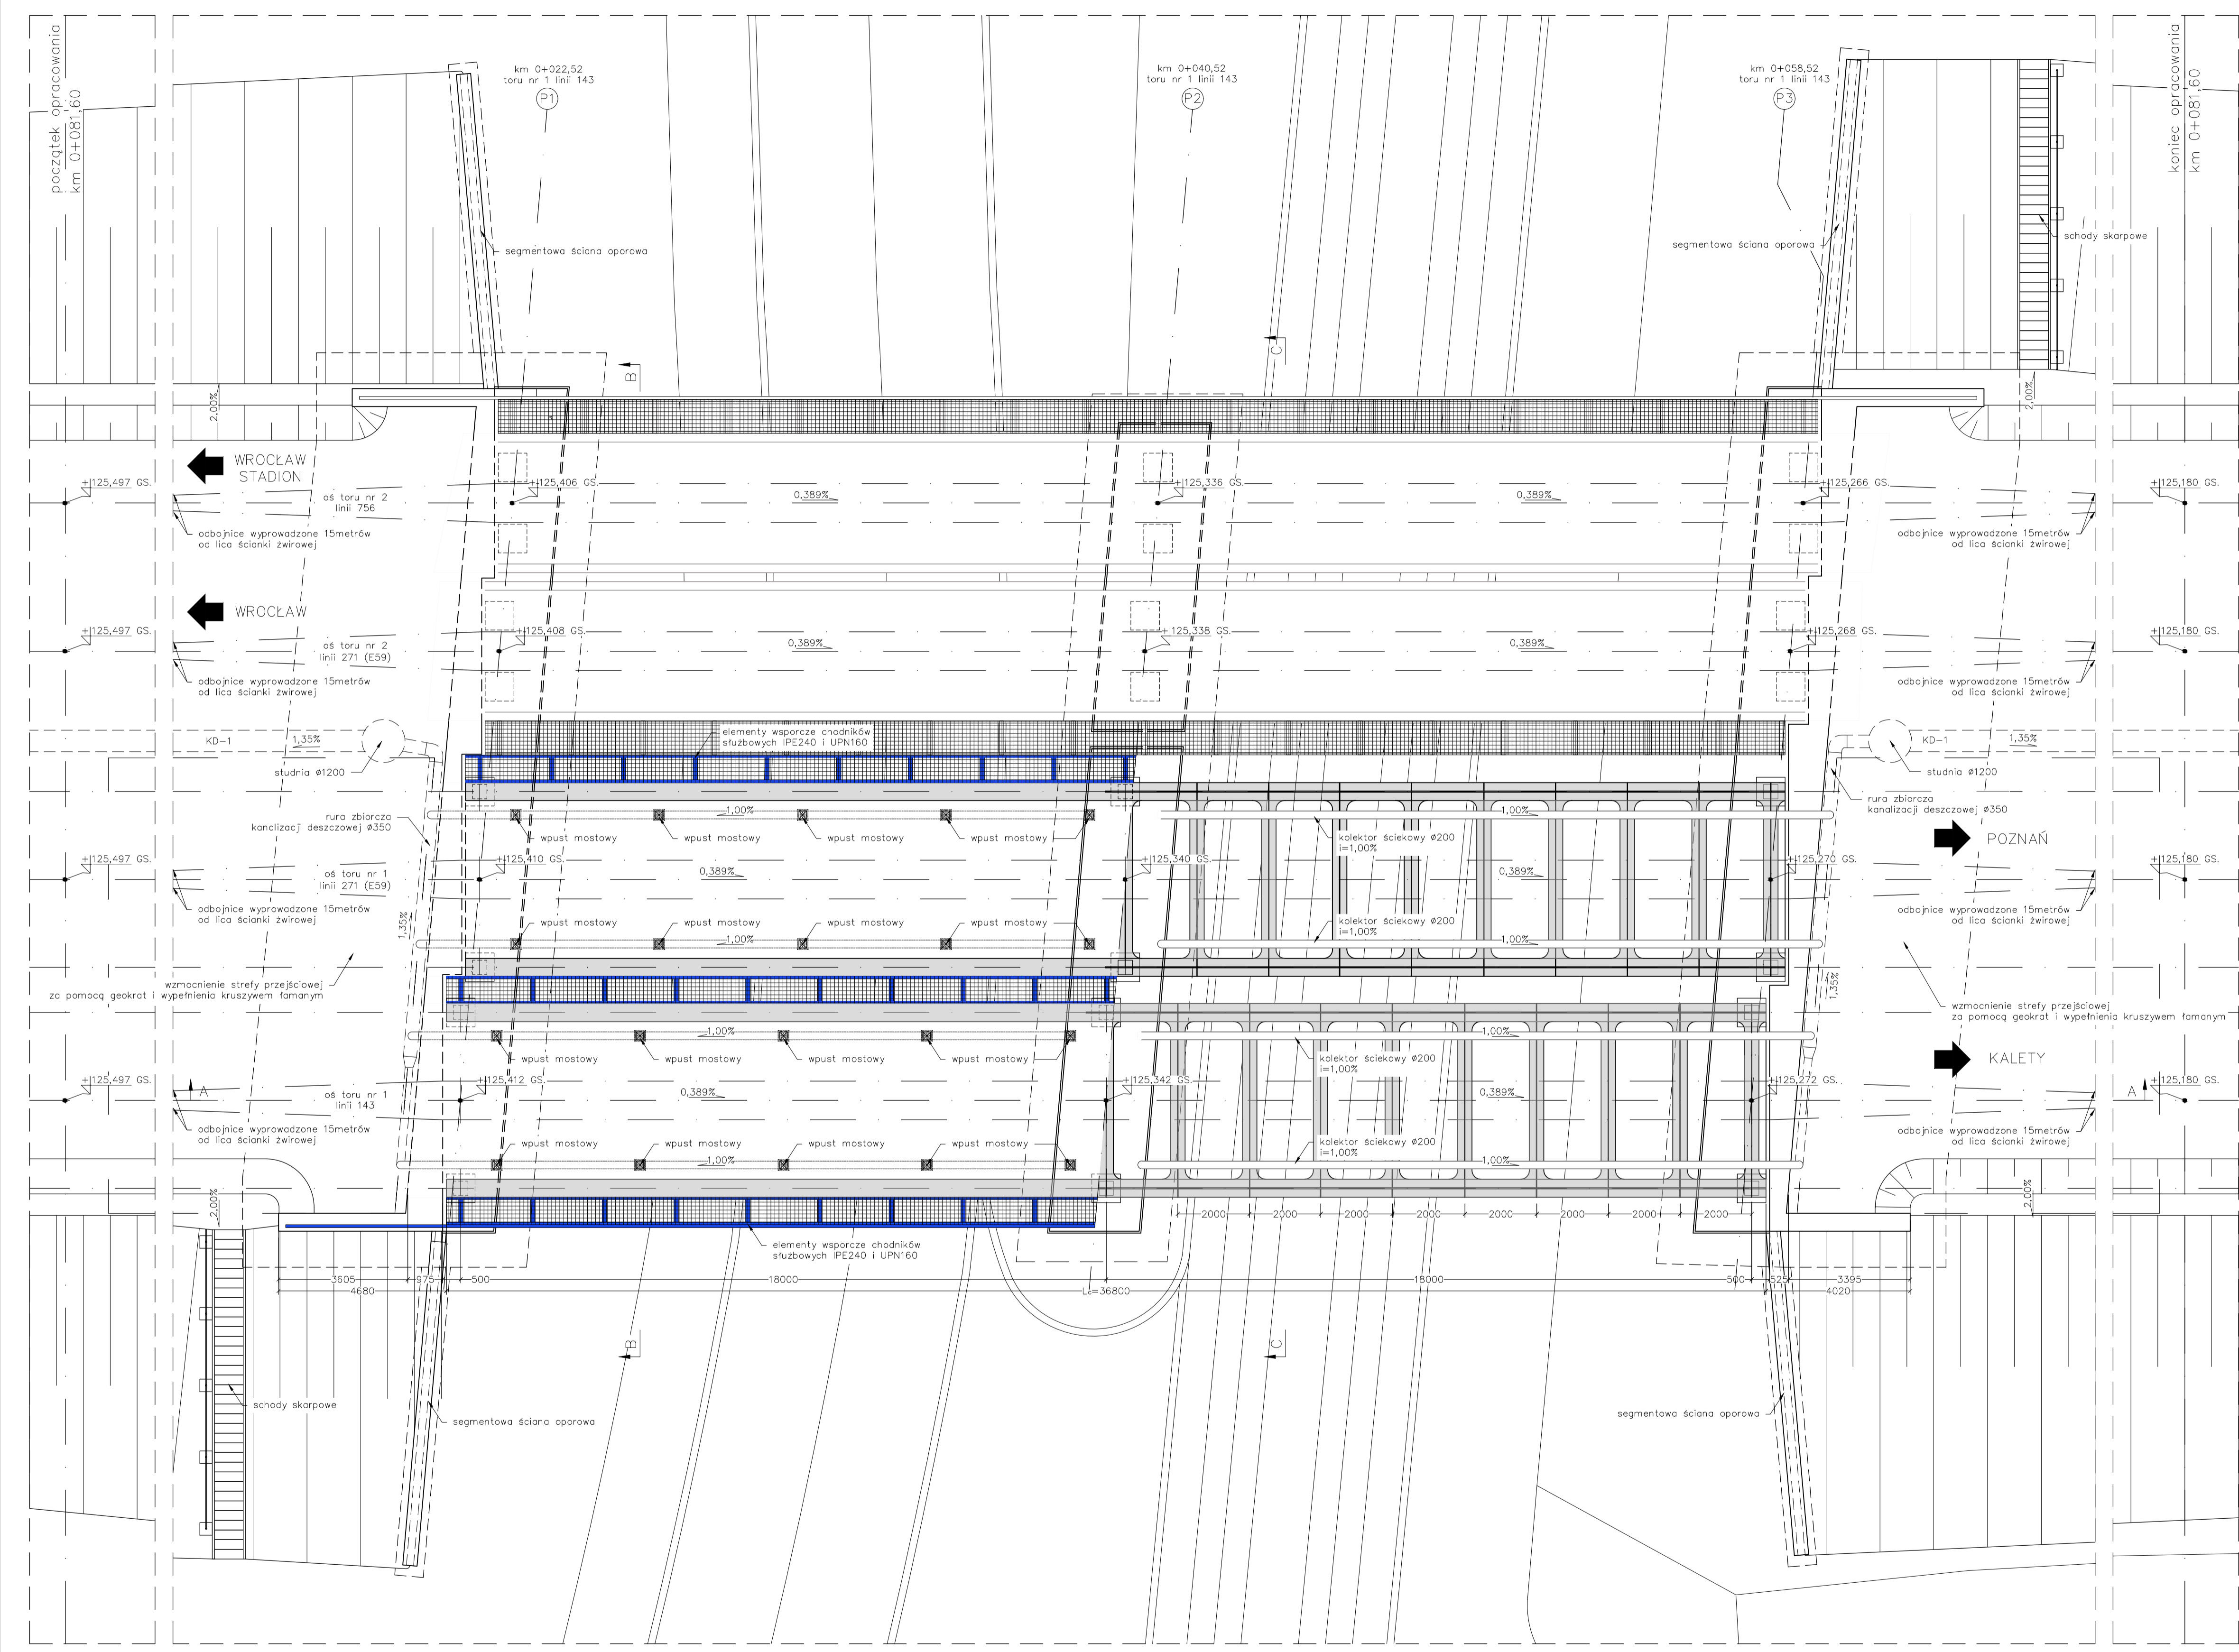 początek opracowania
km 0+081,60
km 0+022,52
toru nr 1 linii 143
P1
km 0+040,52
toru nr 1 linii 143
P2
km 0+058,52
toru nr 1 linii 143
P3
koniec opracowania
km 0+081,60
segmentowa ściana oporowa
segmentowa ściana oporowa
schody skarpowe
B
C
2,00%
2,00%
WROCŁAW
STADION
+125,497 GS.
oś toru nr 2
linii 756
+125,406 GS.
0,389%
+125,336 GS.
0,389%
+125,266 GS.
+125,180 GS.
odbojnice wyprowadzone 15metrów
od lica ścianki żwirowej
odbojnice wyprowadzone 15metrów
od lica ścianki żwirowej
WROCŁAW
+125,497 GS.
oś toru nr 2
linii 271 (E59)
+125,408 GS.
0,389%
+125,338 GS.
0,389%
+125,268 GS.
+125,180 GS.
odbojnice wyprowadzone 15metrów
od lica ścianki żwirowej
odbojnice wyprowadzone 15metrów
od lica ścianki żwirowej
KD-1
1,35%
studnia ø1200
elementy wsporcze chodników
służbowych IPE240 i UPN160
KD-1
1,35%
studnia ø1200
rura zbiorcza
kanalizacji deszczowej ø350
rura zbiorcza
kanalizacji deszczowej ø350
1,00%
1,00%
wpust mostowy
wpust mostowy
wpust mostowy
wpust mostowy
kolektor ściekowy ø200
i=1,00%
POZNAŃ
+125,497 GS.
oś toru nr 1
linii 271 (E59)
+125,410 GS.
0,389%
+125,340 GS.
0,389%
+125,270 GS.
+125,180 GS.
odbojnice wyprowadzone 15metrów
od lica ścianki żwirowej
odbojnice wyprowadzone 15metrów
od lica ścianki żwirowej
1,35%
wpust mostowy
wpust mostowy
wpust mostowy
wpust mostowy
kolektor ściekowy ø200
i=1,00%
1,00%
1,00%
wzmocnienie strefy przejściowej
za pomocą geokrat i wypełnienia kruszywem łamanym
1,35%
wzmocnienie strefy przejściowej
za pomocą geokrat i wypełnienia kruszywem łamanym
1,00%
1,00%
wpust mostowy
wpust mostowy
wpust mostowy
wpust mostowy
kolektor ściekowy ø200
i=1,00%
KALETY
+125,497 GS.
A
oś toru nr 1
linii 143
+125,412 GS.
0,389%
+125,342 GS.
0,389%
+125,272 GS.
A
+125,180 GS.
odbojnice wyprowadzone 15metrów
od lica ścianki żwirowej
odbojnice wyprowadzone 15metrów
od lica ścianki żwirowej
wpust mostowy
wpust mostowy
wpust mostowy
wpust mostowy
kolektor ściekowy ø200
i=1,00%
1,00%
1,00%
2,00%
2,00%
2000
2000
2000
2000
2000
2000
2000
2000
elementy wsporcze chodników
służbowych IPE240 i UPN160
3605
975
500
18000
18000
500
525
3395
4680
Lc=36800
4020
B
C
schody skarpowe
segmentowa ściana oporowa
segmentowa ściana oporowa